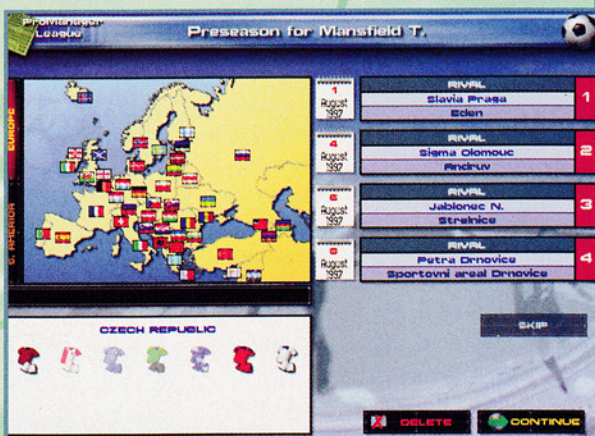 ProManager
League
Preseason for Mansfield T.
EUROPE
S. AMERICA
1
August
1997
RIVAL
Slavia Praga
Eden
1
4
August
1997
RIVAL
Sigma Olomouc
Andruv
2
6
August
1997
RIVAL
Jablonec N.
Strelnice
3
August
1997
RIVAL
Petra Drnovice
Sportovni areal Drnovice
4
CZECH REPUBLIC
SKIP
DELETE
CONTINUE